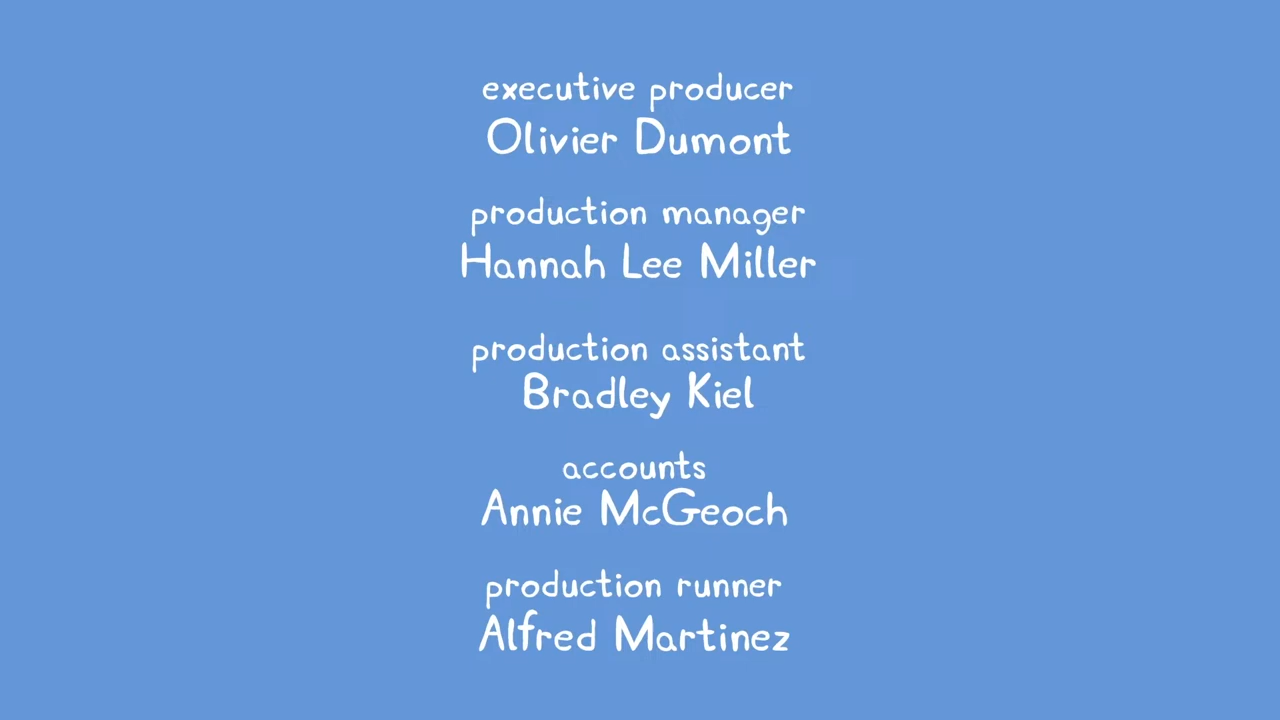 executive producer
Olivier Dumont
production manager
Hannah Lee Miller
production assistant
Bradley Kiel
accounts
Annie McGeoch
production runner
Alfred Martinez